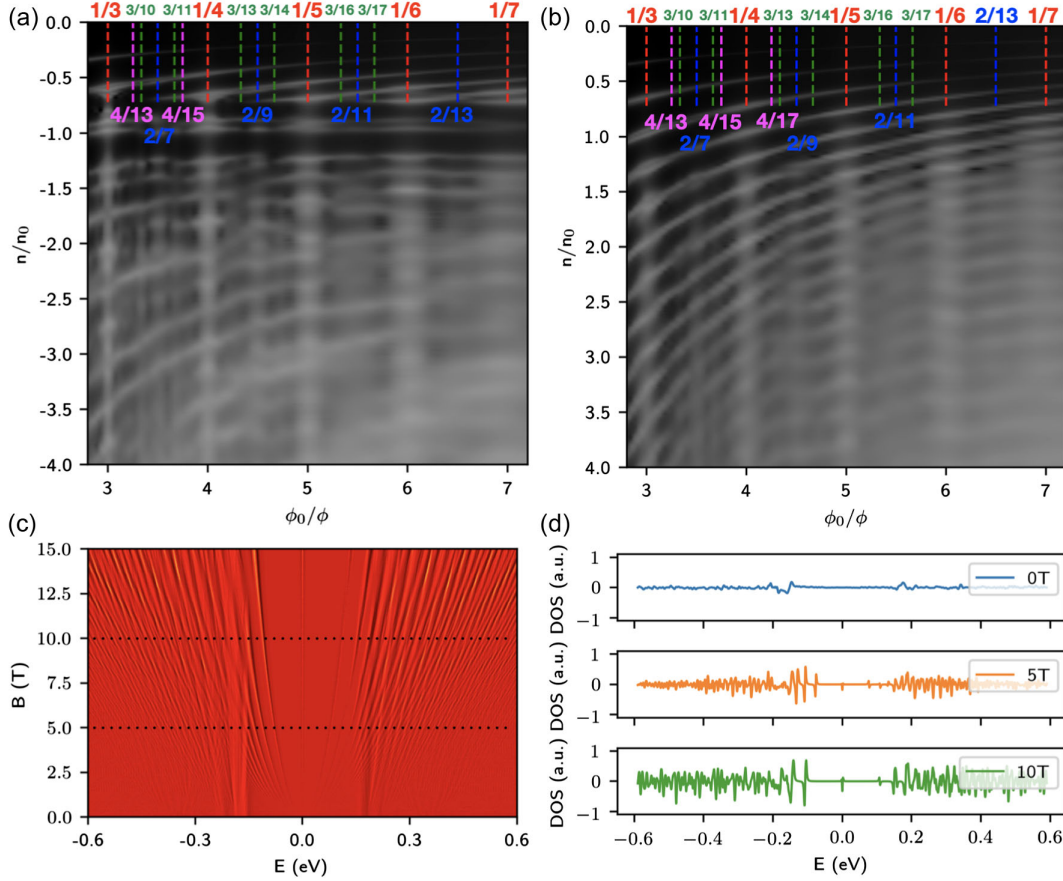 (a)
1/3 3/10 3/11 1/4 3/13 3/14 1/5 3/16 3/17 1/6 1/7
4/13 4/15 2/7 2/9 2/11 2/13
0.0
-0.5
-1.0
-1.5
-2.0
-2.5
-3.0
-3.5
-4.0
n/n₀
3 4 5 6 7
ϕ₀/ϕ
(b)
1/3 3/10 3/11 1/4 3/13 3/14 1/5 3/16 3/17 1/6 2/13 1/7
4/13 4/15 4/17 2/11
2/7 2/9
0.0
0.5
1.0
1.5
2.0
2.5
3.0
3.5
4.0
n/n₀
3 4 5 6 7
ϕ₀/ϕ
(c)
15.0
12.5
10.0
7.5
5.0
2.5
0.0
B (T)
-0.6 -0.3 0.0 0.3 0.6
E (eV)
(d)
DOS (a.u.)
1
0
−1
0T
DOS (a.u.)
1
0
−1
5T
DOS (a.u.)
1
0
−1
10T
−0.6 −0.4 −0.2 0.0 0.2 0.4 0.6
E (eV)